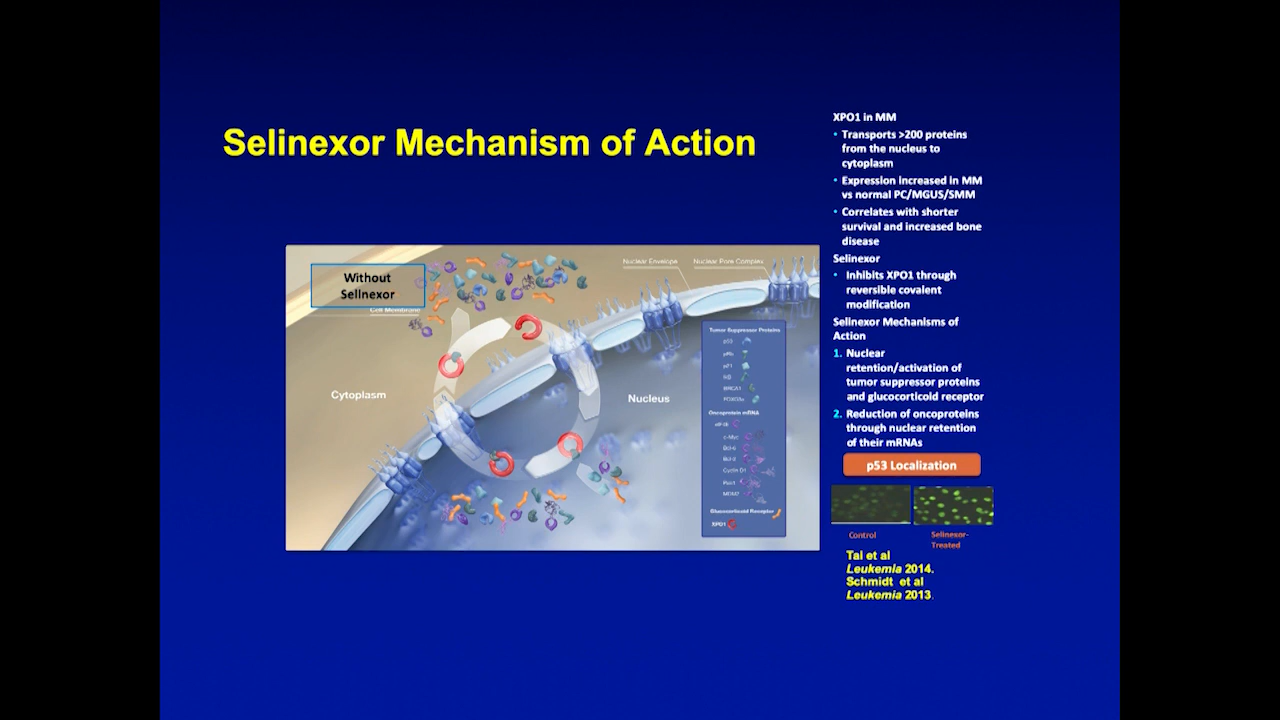 Selinexor Mechanism of Action
Without
Selinexor
Cell Membrane
Nuclear Envelope
Nuclear Pore Complex
Cytoplasm
Nucleus
Tumor Suppressor Proteins
p53
pRb
p21
IkB
BRCA1
FOXO3a
Oncoprotein mRNA
eIF4b
c-Myc
Bcl-6
Bcl-xl
Cyclin D1
Pim1
MDM2
Glucocorticoid Receptor
XPO1
XPO1 in MM
• Transports >200 proteins
from the nucleus to
cytoplasm
• Expression increased in MM
vs normal PC/MGUS/SMM
• Correlates with shorter
survival and increased bone
disease
Selinexor
• Inhibits XPO1 through
reversible covalent
modification
Selinexor Mechanisms of
Action
1. Nuclear
retention/activation of
tumor suppressor proteins
and glucocorticoid receptor
2. Reduction of oncoproteins
through nuclear retention
of their mRNAs
p53 Localization
Control
Selinexor-
Treated
Tai et al
Leukemia 2014.
Schmidt et al
Leukemia 2013.